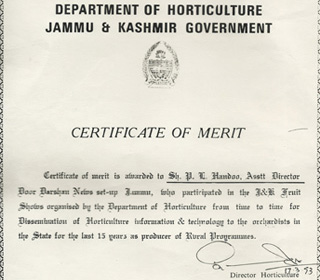 DEPARTMENT OF HORTICULTURE
JAMMU & KASHMIR GOVERNMENT
CERTIFICATE OF MERIT
Certificate of merit is awarded to Sh. P. L. Handoo, Asstt Director
Door Darshan News set-up Jammu, who participated in the J&K Fruit
Shows organised by the Department of Horticulture from time to time for
Dissemination of Horticulture information & technology to the orchardists in
the State for the last 15 years as producer of Rural Programmes.
Director Horticulture